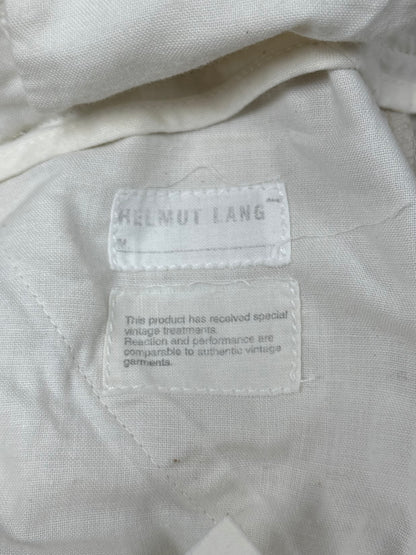 HELMUT LANG
This product has received special
vintage treatments.
Reaction and performance are
comparable to authentic vintage
garments.